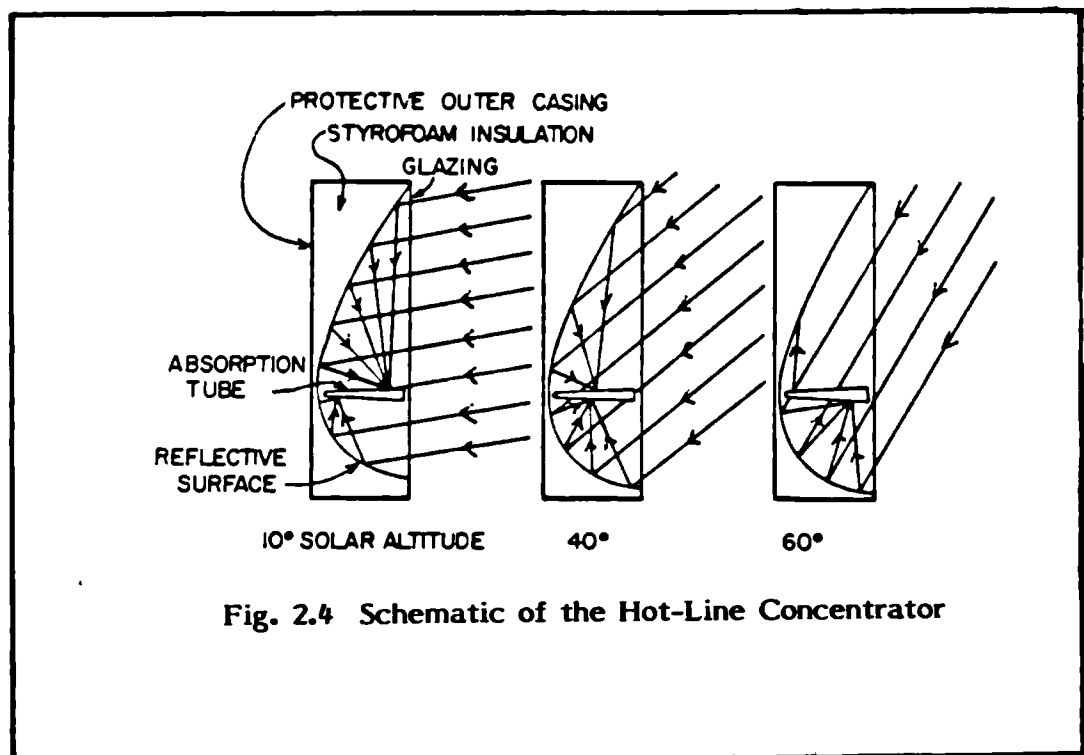 PROTECTIVE OUTER CASING
STYROFOAM INSULATION
GLAZING
ABSORPTION
TUBE
REFLECTIVE
SURFACE
10° SOLAR ALTITUDE 40° 60°
Fig. 2.4 Schematic of the Hot-Line Concentrator